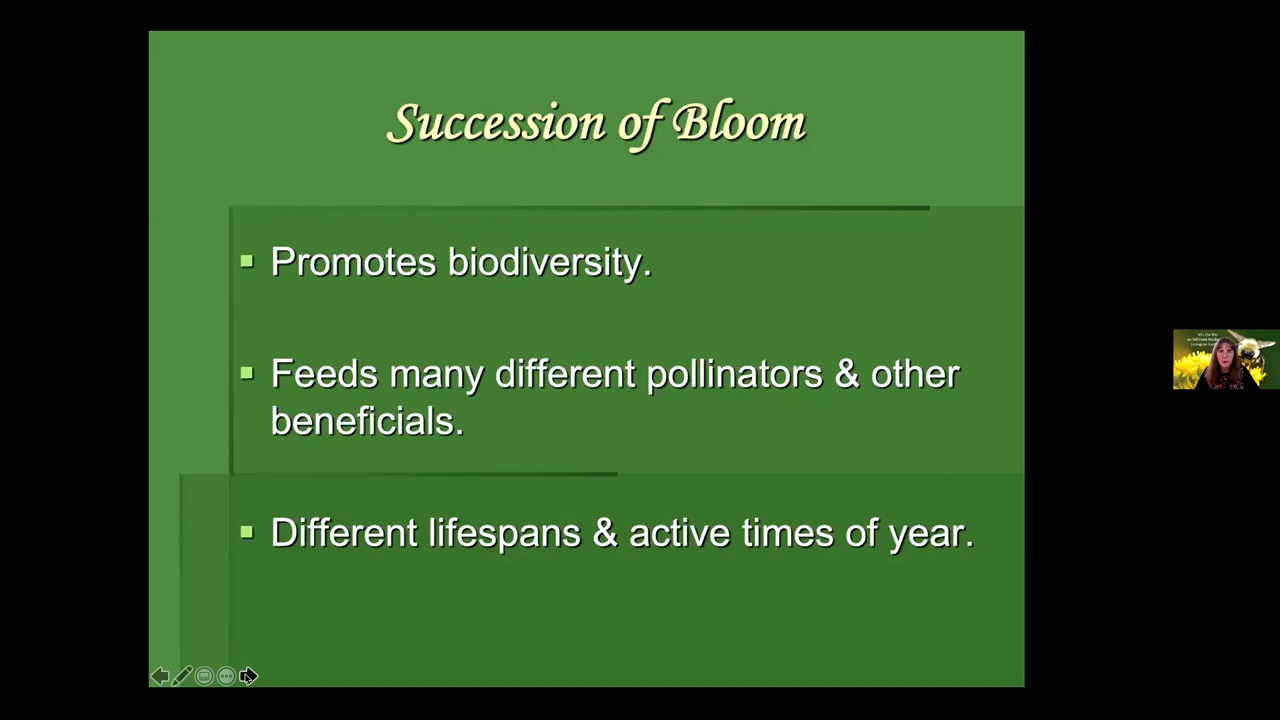 Succession of Bloom
Promotes biodiversity.
Feeds many different pollinators & other
beneficials.
Different lifespans & active times of year.